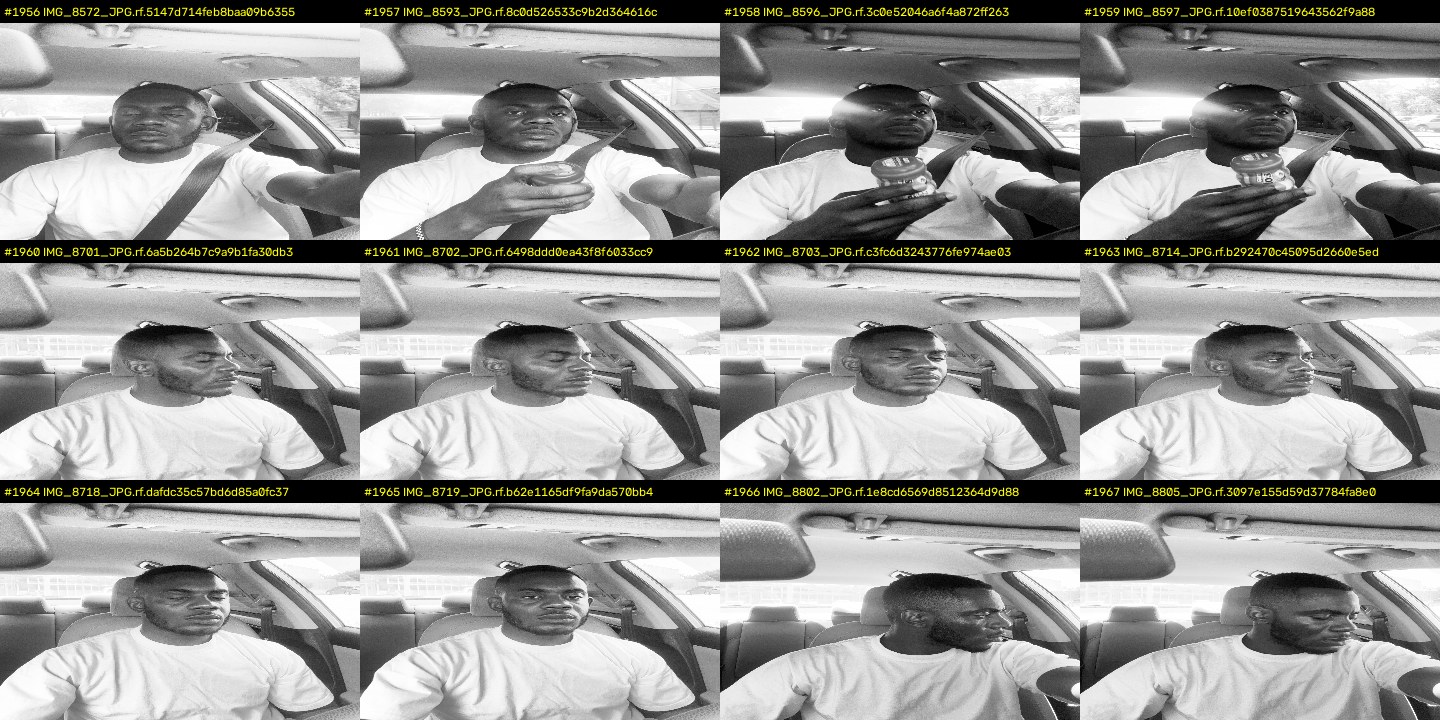 #1956 IMG_8572_JPG.rf.5147d714feb8baa09b6355
#1957 IMG_8593_JPG.rf.8c0d526533c9b2d364616c
#1958 IMG_8596_JPG.rf.3c0e52046a6f4a872ff263
#1959 IMG_8597_JPG.rf.10ef0387519643562f9a88
#1960 IMG_8701_JPG.rf.6a5b264b7c9a9b1fa30db3
#1961 IMG_8702_JPG.rf.6498ddd0ea43f8f6033cc9
#1962 IMG_8703_JPG.rf.c3fc6d3243776fe974ae03
#1963 IMG_8714_JPG.rf.b292470c45095d2660e5ed
#1964 IMG_8718_JPG.rf.dafdc35c57bd6d85a0fc37
#1965 IMG_8719_JPG.rf.b62e1165df9fa9da570bb4
#1966 IMG_8802_JPG.rf.1e8cd6569d8512364d9d88
#1967 IMG_8805_JPG.rf.3097e155d59d37784fa8e0